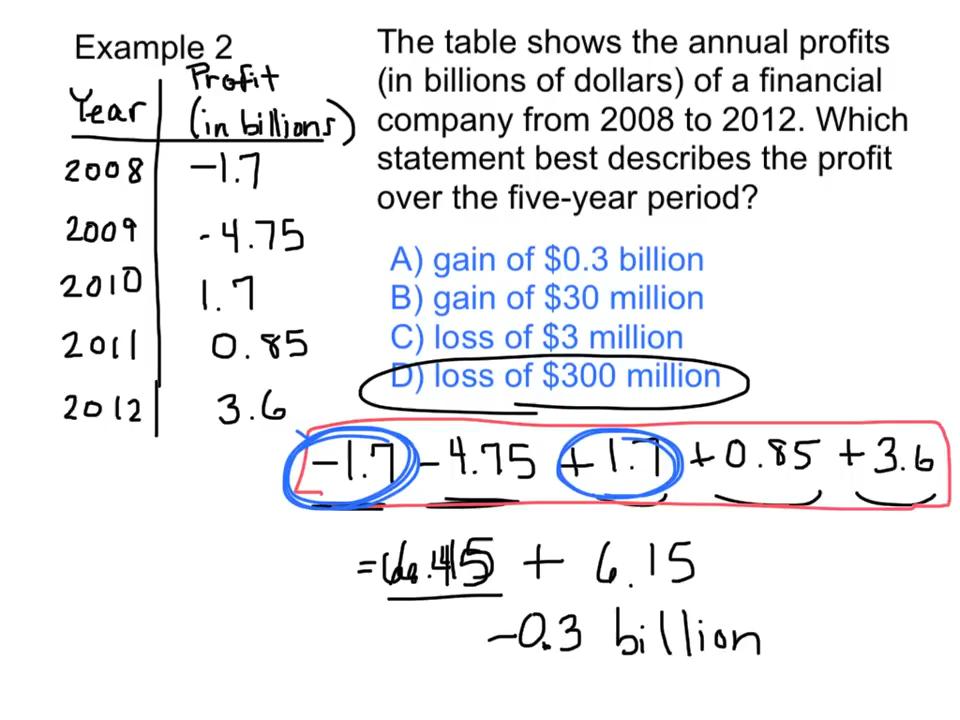 Example 2
Year Profit (in billions)
2008 -1.7
2009 -4.75
2010 1.7
2011 0.85
2012 3.6
The table shows the annual profits
(in billions of dollars) of a financial
company from 2008 to 2012. Which
statement best describes the profit
over the five-year period?
A) gain of $0.3 billion
B) gain of $30 million
C) loss of $3 million
D) loss of $300 million
-1.7 -4.75 +1.7 +0.85 +3.6
= + 6.15
-0.3 billion